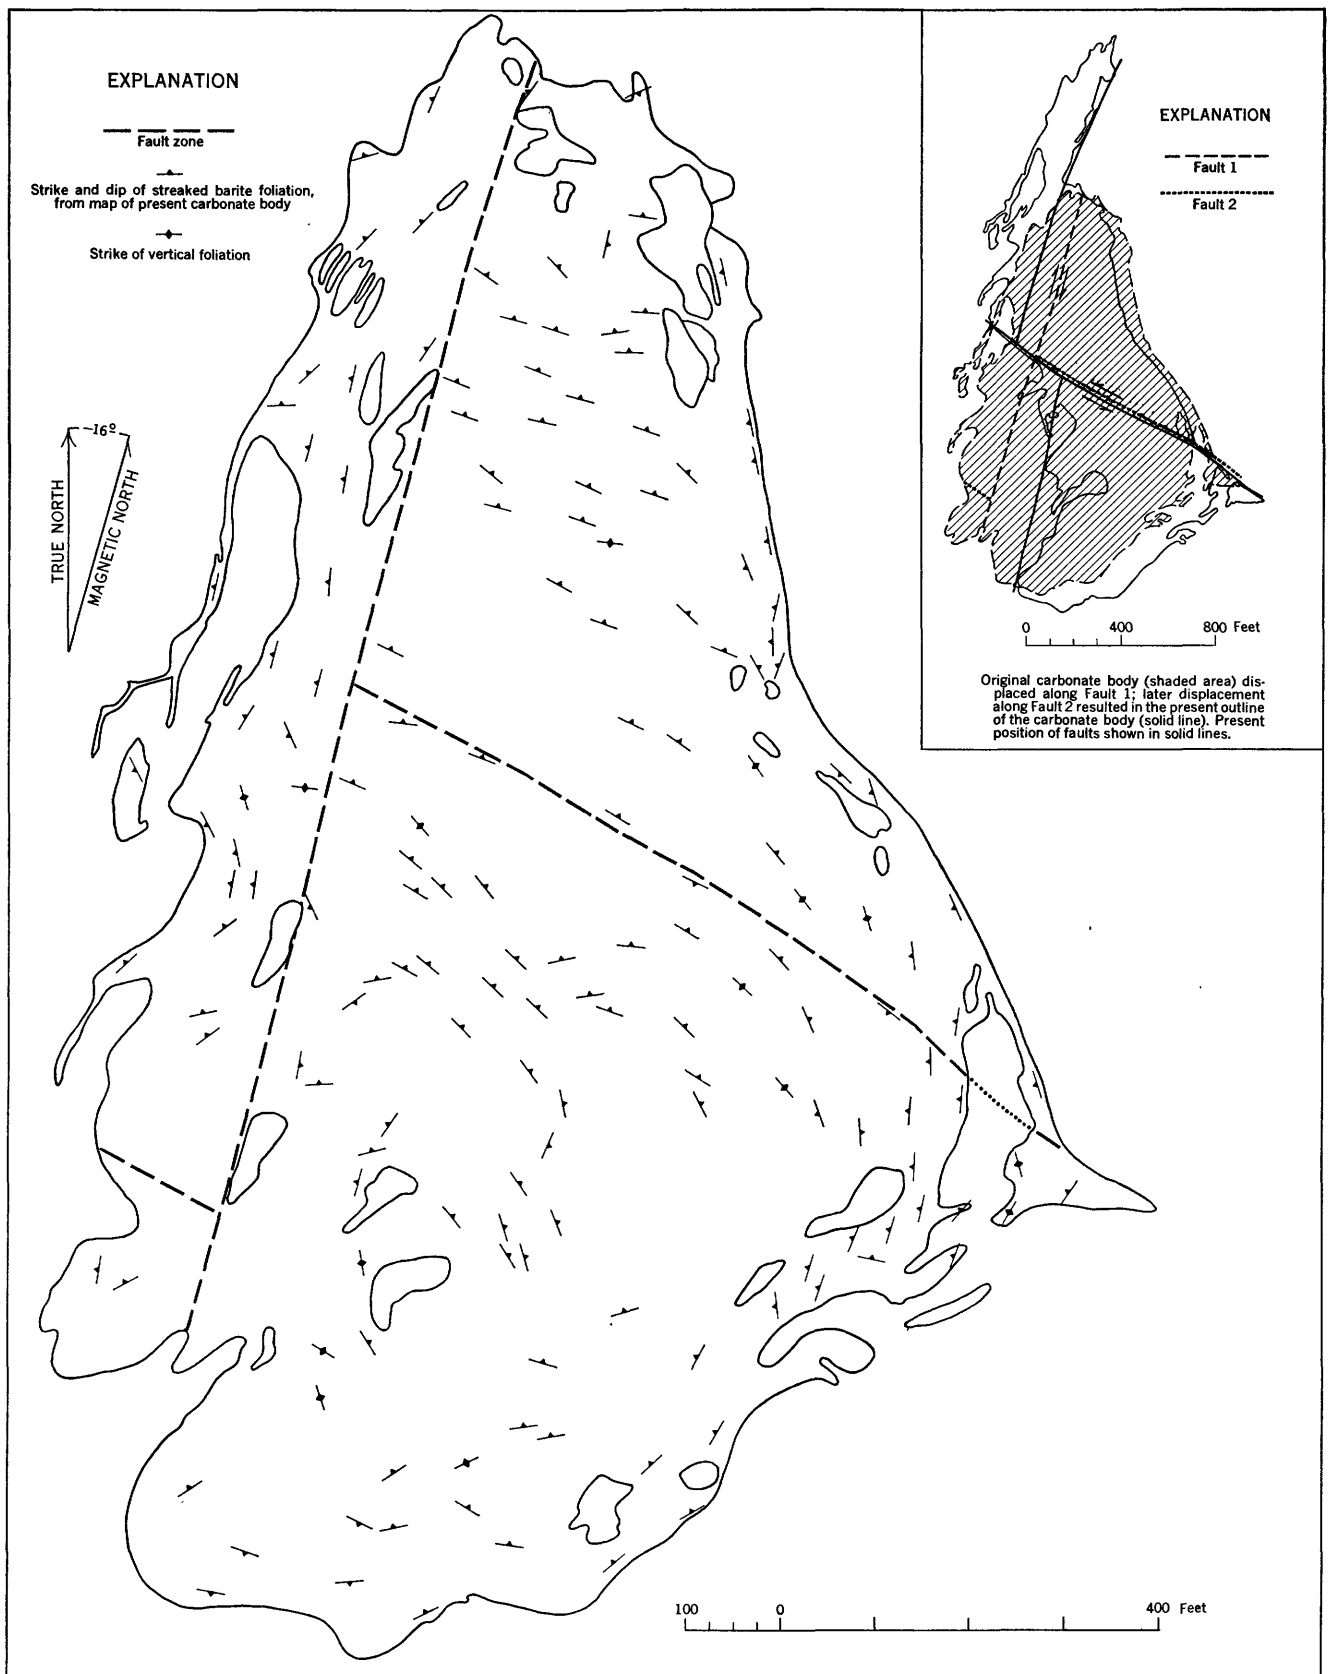 EXPLANATION
Fault zone
Strike and dip of streaked barite foliation,
from map of present carbonate body
Strike of vertical foliation
-16º
TRUE NORTH
MAGNETIC NORTH
100 0 400 Feet
EXPLANATION
Fault 1
Fault 2
0 400 800 Feet
Original carbonate body (shaded area) dis-
placed along Fault 1; later displacement
along Fault 2 resulted in the present outline
of the carbonate body (solid line). Present
position of faults shown in solid lines.